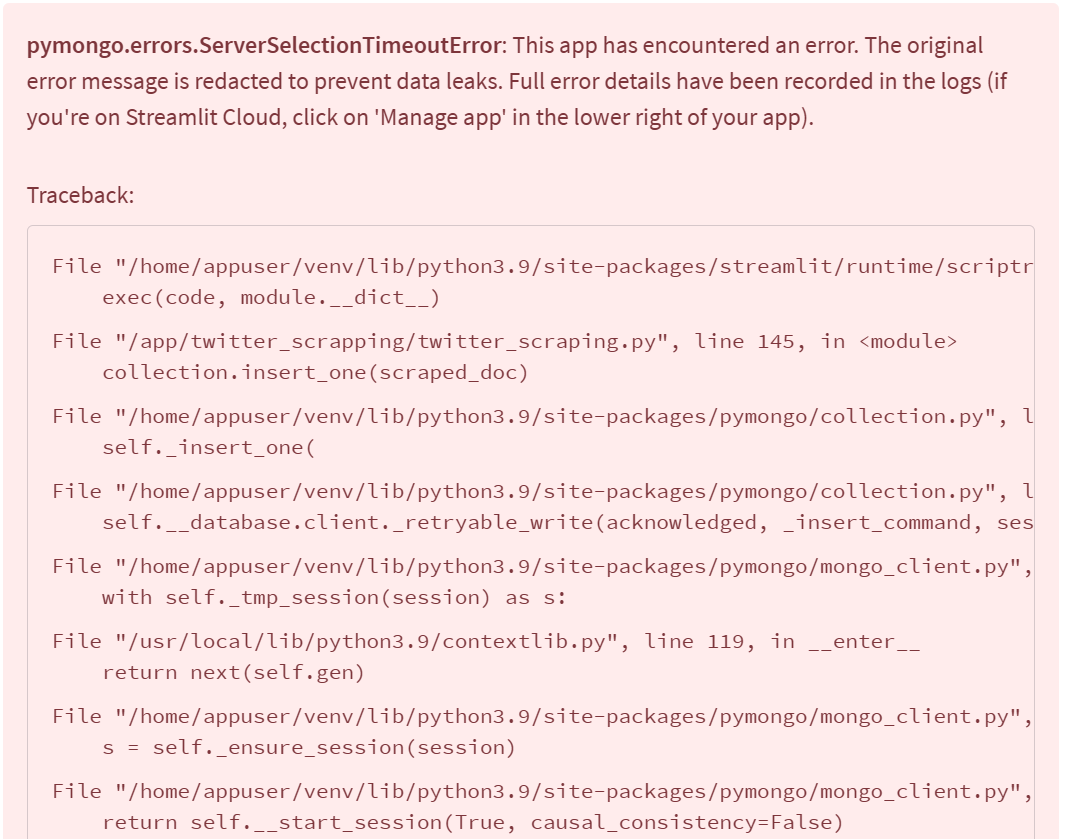 pymongo.errors.ServerSelectionTimeoutError: This app has encountered an error. The original
error message is redacted to prevent data leaks. Full error details have been recorded in the logs (if
you're on Streamlit Cloud, click on 'Manage app' in the lower right of your app).
Traceback:
File "/home/appuser/venv/lib/python3.9/site-packages/streamlit/runtime/scriptr
exec(code, module.__dict__)
File "/app/twitter_scrapping/twitter_scraping.py", line 145, in <module>
collection.insert_one(scraped_doc)
File "/home/appuser/venv/lib/python3.9/site-packages/pymongo/collection.py", l
self._insert_one(
File "/home/appuser/venv/lib/python3.9/site-packages/pymongo/collection.py", l
self.__database.client._retryable_write(acknowledged, _insert_command, ses
File "/home/appuser/venv/lib/python3.9/site-packages/pymongo/mongo_client.py",
with self._tmp_session(session) as s:
File "/usr/local/lib/python3.9/contextlib.py", line 119, in __enter__
return next(self.gen)
File "/home/appuser/venv/lib/python3.9/site-packages/pymongo/mongo_client.py",
s = self._ensure_session(session)
File "/home/appuser/venv/lib/python3.9/site-packages/pymongo/mongo_client.py",
return self.__start_session(True, causal_consistency=False)